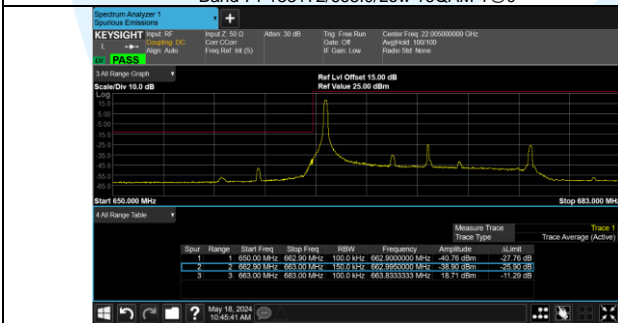 Spectrum Analyzer 1
Spurious Emissions
+
KEYSIGHT Input: RF Input Z: 50 Ω Atten: 30 dB Trig: Free Run Center Freq: 22.005000000 GHz
L Coupling: DC Corr CCorr Gate: Off Avg|Hold: 100/100
Align: Auto Freq Ref: Int (S) IF Gain: Low Radio Std: None
PASS
3 All Range Graph Ref Lvl Offset 15.00 dB
Scale/Div 10.0 dB Ref Value 25.00 dBm
Log
15.0
5.00
-5.00
-15.0
-25.0
-35.0
-45.0
-55.0
-65.0
Start 650.000 MHz Stop 683.000 MHz
4 All Range Table
Measure Trace Trace 1
Trace Type Trace Average (Active)
Spur Range Start Freq Stop Freq RBW Frequency Amplitude ΔLimit
1 1 650.00 MHz 662.90 MHz 100.0 kHz 662.9000000 MHz -40.76 dBm -27.76 dB
2 2 662.90 MHz 663.00 MHz 150.0 kHz 662.9950000 MHz -38.90 dBm -25.90 dB
3 3 663.00 MHz 683.00 MHz 100.0 kHz 663.8333333 MHz 18.71 dBm -11.29 dB
?
May 18, 2024
10:45:41 AM